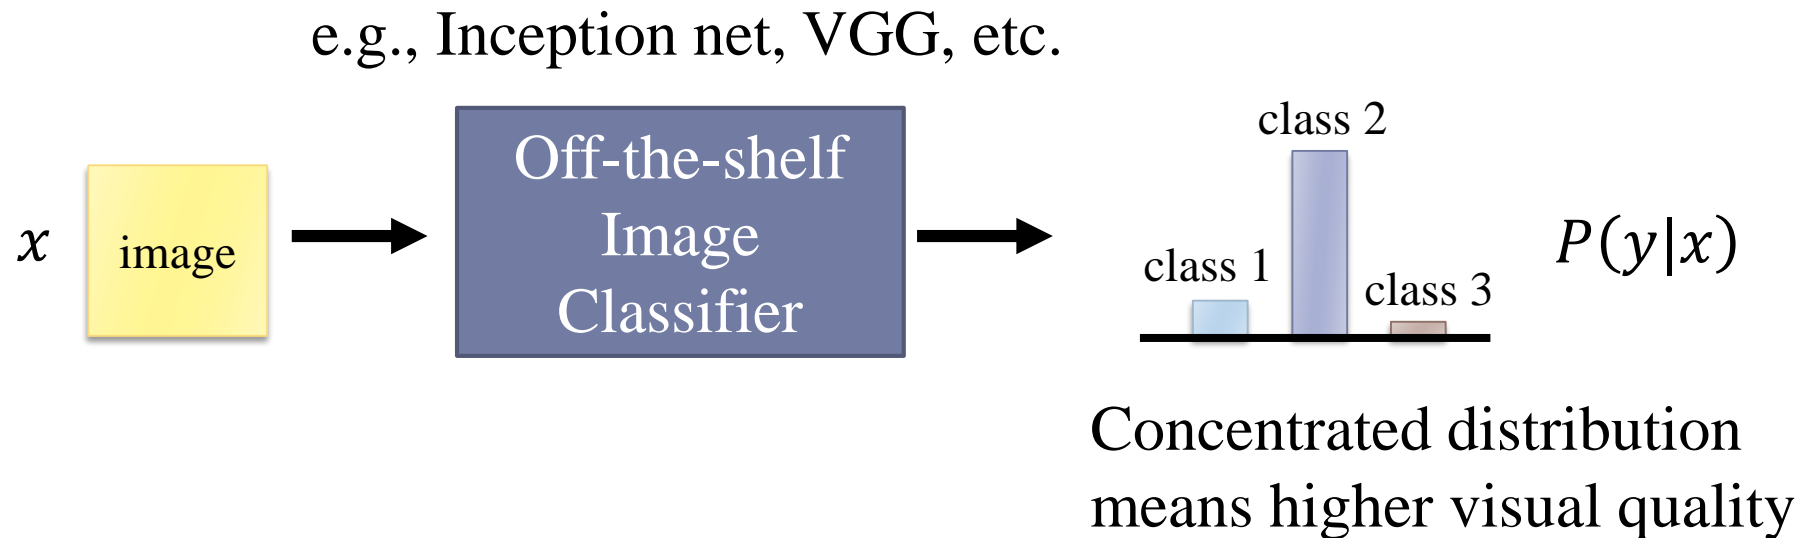 e.g., Inception net, VGG, etc.
x
image
Off-the-shelf
Image
Classifier
class 1
class 2
class 3
P(y|x)
Concentrated distribution
means higher visual quality